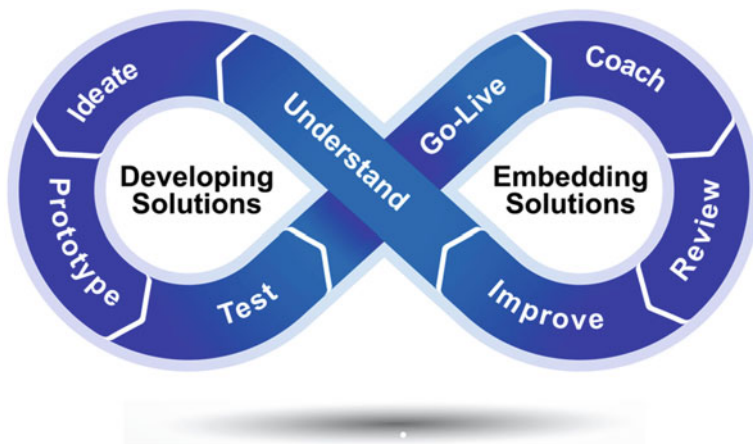 Ideate
Understand
Go-Live
Coach
Developing
Solutions
Embedding
Solutions
Prototype
Test
Improve
Review